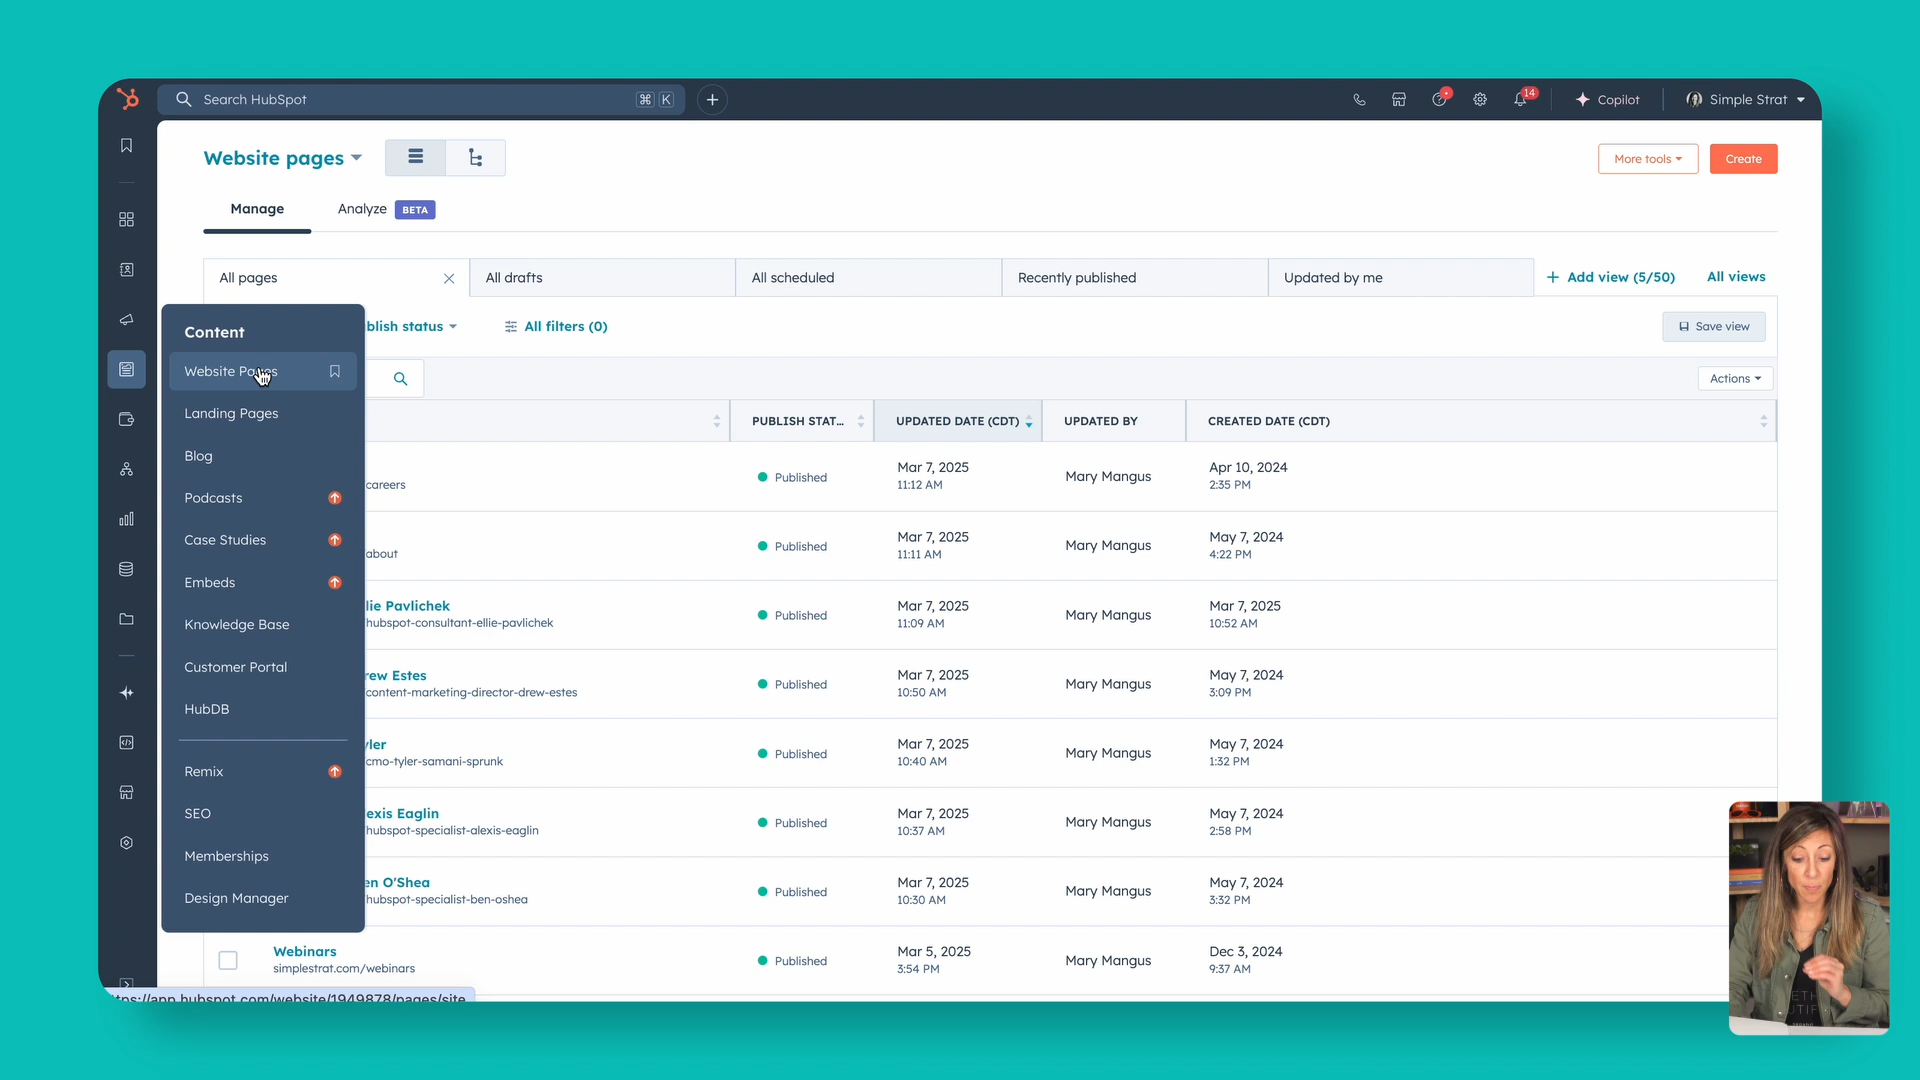 Search HubSpot
⌘ K
14
Copilot
Simple Strat
Website pages
More tools
Create
Manage
Analyze
BETA
All pages
All drafts
All scheduled
Recently published
Updated by me
Add view (5/50)
All views
Content
blish status
All filters (0)
Save view
Website Pages
Landing Pages
Blog
Podcasts
Case Studies
Embeds
Knowledge Base
Customer Portal
HubDB
Remix
SEO
Memberships
Design Manager
Actions
PUBLISH STAT...
UPDATED DATE (CDT)
UPDATED BY
CREATED DATE (CDT)
careers
Published
Mar 7, 2025
11:12 AM
Mary Mangus
Apr 10, 2024
2:35 PM
about
Published
Mar 7, 2025
11:11 AM
Mary Mangus
May 7, 2024
4:22 PM
lie Pavlichek
hubspot-consultant-ellie-pavlichek
Published
Mar 7, 2025
11:09 AM
Mary Mangus
Mar 7, 2025
10:52 AM
rew Estes
content-marketing-director-drew-estes
Published
Mar 7, 2025
10:50 AM
Mary Mangus
May 7, 2024
3:09 PM
yler
cmo-tyler-samani-sprunk
Published
Mar 7, 2025
10:40 AM
Mary Mangus
May 7, 2024
1:32 PM
exis Eaglin
hubspot-specialist-alexis-eaglin
Published
Mar 7, 2025
10:37 AM
Mary Mangus
May 7, 2024
2:58 PM
en O'Shea
hubspot-specialist-ben-oshea
Published
Mar 7, 2025
10:30 AM
Mary Mangus
May 7, 2024
3:32 PM
Webinars
simplestrat.com/webinars
Published
Mar 5, 2025
3:54 PM
Mary Mangus
Dec 3, 2024
9:37 AM
ttps://app.hubspot.com/website/1949878/pages/site